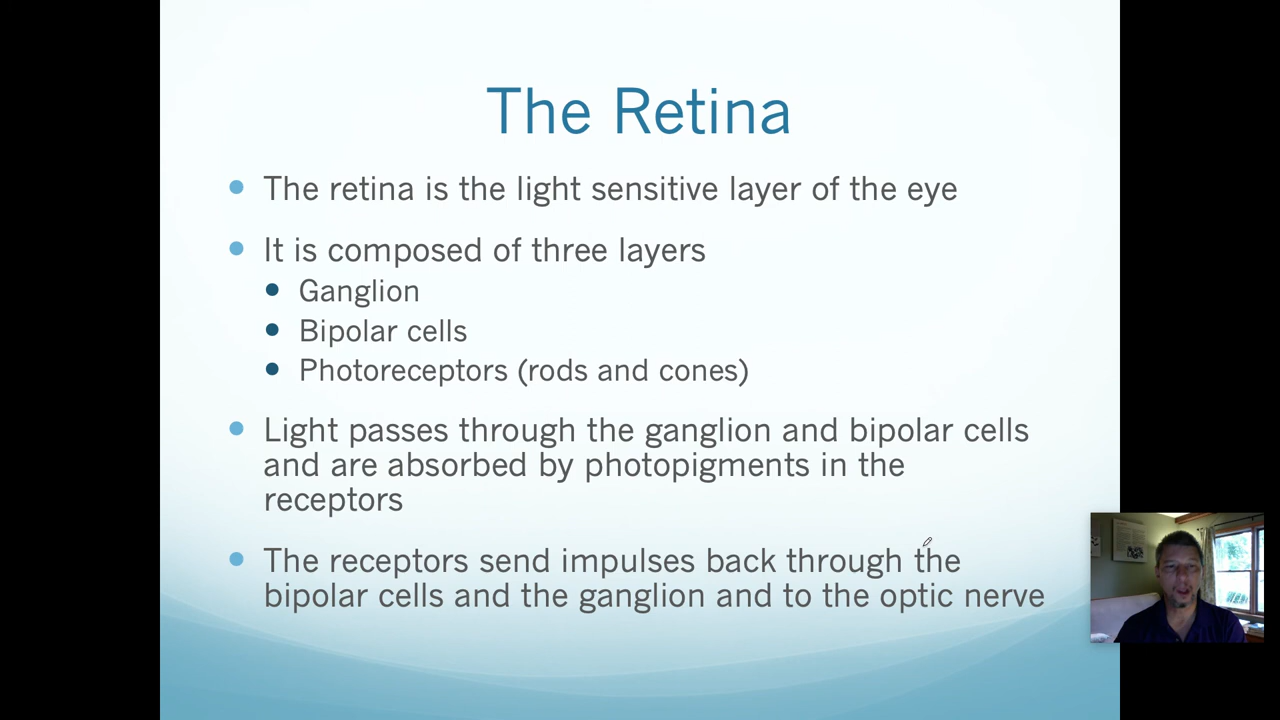 The Retina
The retina is the light sensitive layer of the eye
It is composed of three layers
Ganglion
Bipolar cells
Photoreceptors (rods and cones)
Light passes through the ganglion and bipolar cells
and are absorbed by photopigments in the
receptors
The receptors send impulses back through the
bipolar cells and the ganglion and to the optic nerve